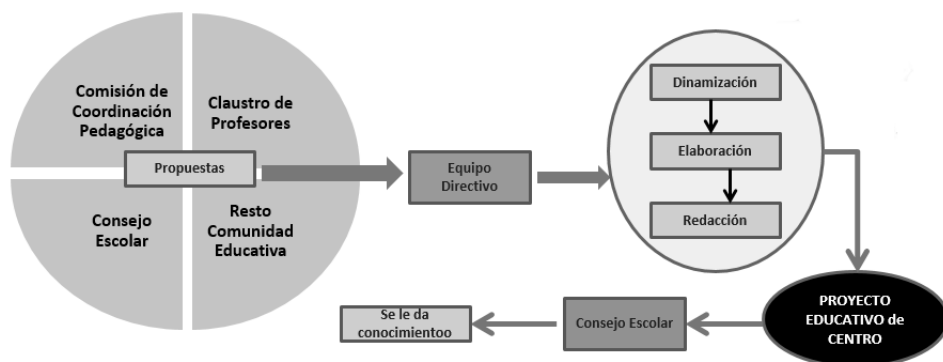 Comisión de
Coordinación
Pedagógica
Claustro de
Profesores
Propuestas
Consejo
Escolar
Resto
Comunidad
Educativa
Equipo
Directivo
Dinamización
Elaboración
Redacción
PROYECTO
EDUCATIVO de
CENTRO
Consejo Escolar
Se le da
conocimientoo